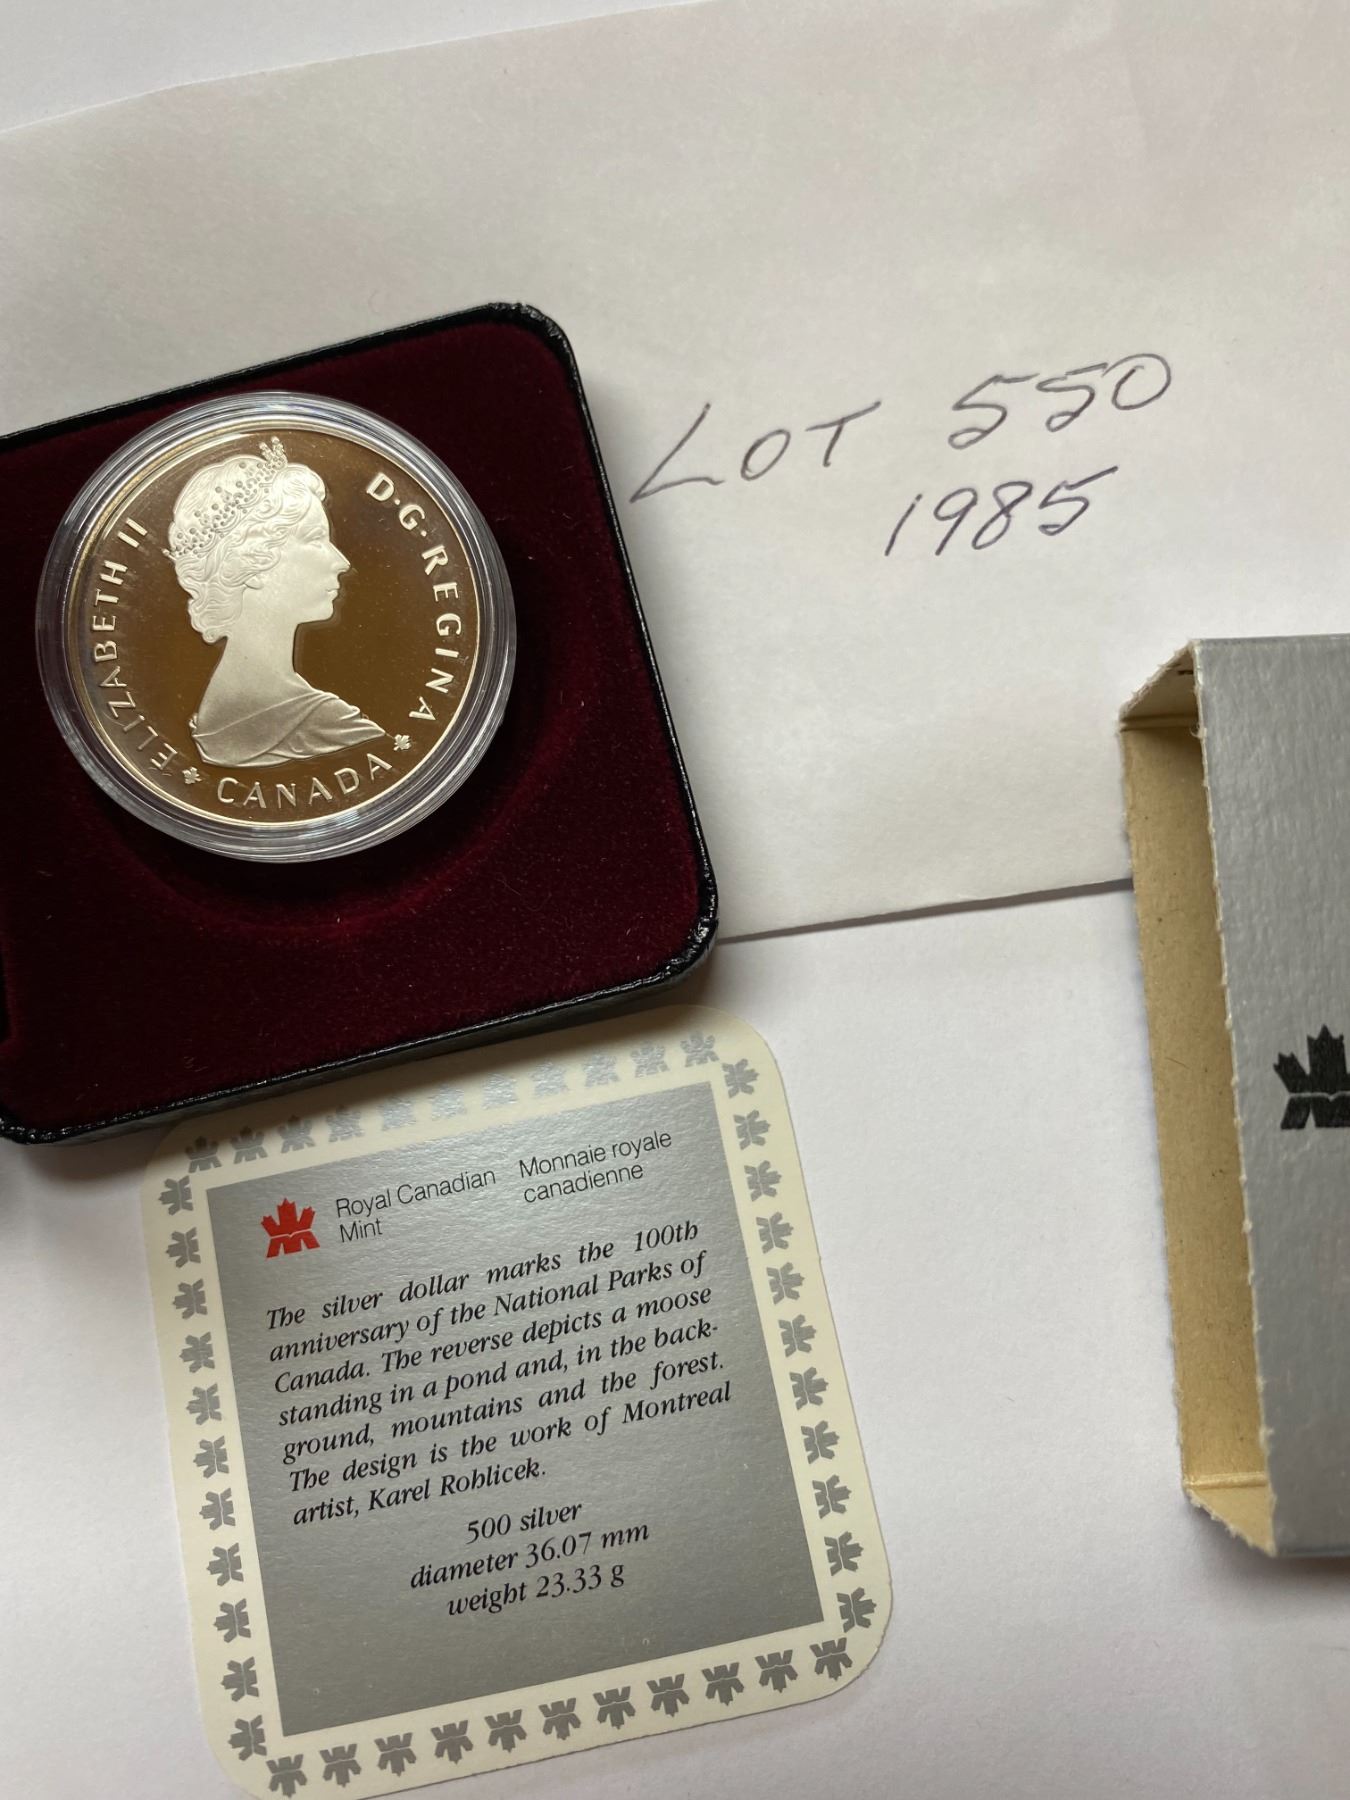 LOT 550
1985
ELIZABETH II
D·G·REGINA
CANADA
Royal Canadian Mint
Monnaie royale canadienne
The silver dollar marks the 100th
anniversary of the National Parks of
Canada. The reverse depicts a moose
standing in a pond and, in the back-
ground, mountains and the forest.
The design is the work of Montreal
artist, Karel Rohlicek.
500 silver
diameter 36.07 mm
weight 23.33 g